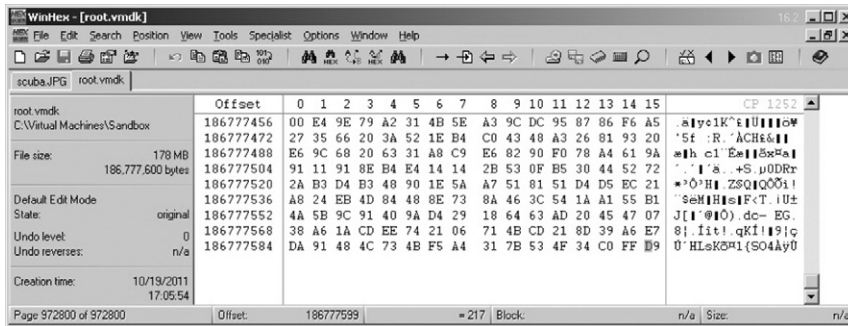 WinHex - [root.vmdk] 16.2
File Edit Search Position View Tools Specialist Options Window Help
scuba.JPG root.vmdk
root.vmdk
C:\Virtual Machines\Sandbox
File size: 178 MB
186,777,600 bytes
Default Edit Mode
State: original
Undo level: 0
Undo reverses: n/a
Creation time: 10/19/2011
17:05:54
Offset 0 1 2 3 4 5 6 7 8 9 10 11 12 13 14 15 CP 1252
186777456 00 E4 9E 79 A2 31 4B 5E A3 9C DC 95 87 86 F6 A5
186777472 27 35 66 20 3A 52 1E B4 C0 43 48 A3 26 81 93 20
186777488 E6 9C 68 20 63 31 A8 C9 E6 82 90 F0 78 A4 61 9A
186777504 91 11 91 8E B4 E4 14 14 2B 53 0F B5 30 44 52 72
186777520 2A B3 D4 B3 48 90 1E 5A A7 51 81 51 D4 D5 EC 21
186777536 A8 24 EB 4D 84 48 8E 73 8A 46 3C 54 1A A1 55 B1
186777552 4A 5B 9C 91 40 9A D4 29 18 64 63 AD 20 45 47 07
186777568 38 A6 1A CD EE 74 21 06 71 4B CD 21 8D 39 A6 E7
186777584 DA 91 48 4C 73 4B F5 A4 31 7B 53 4F 34 C0 FF D9
Page 972800 of 972800 Offset: 186777599 = 217 Block: n/a Size: n/a